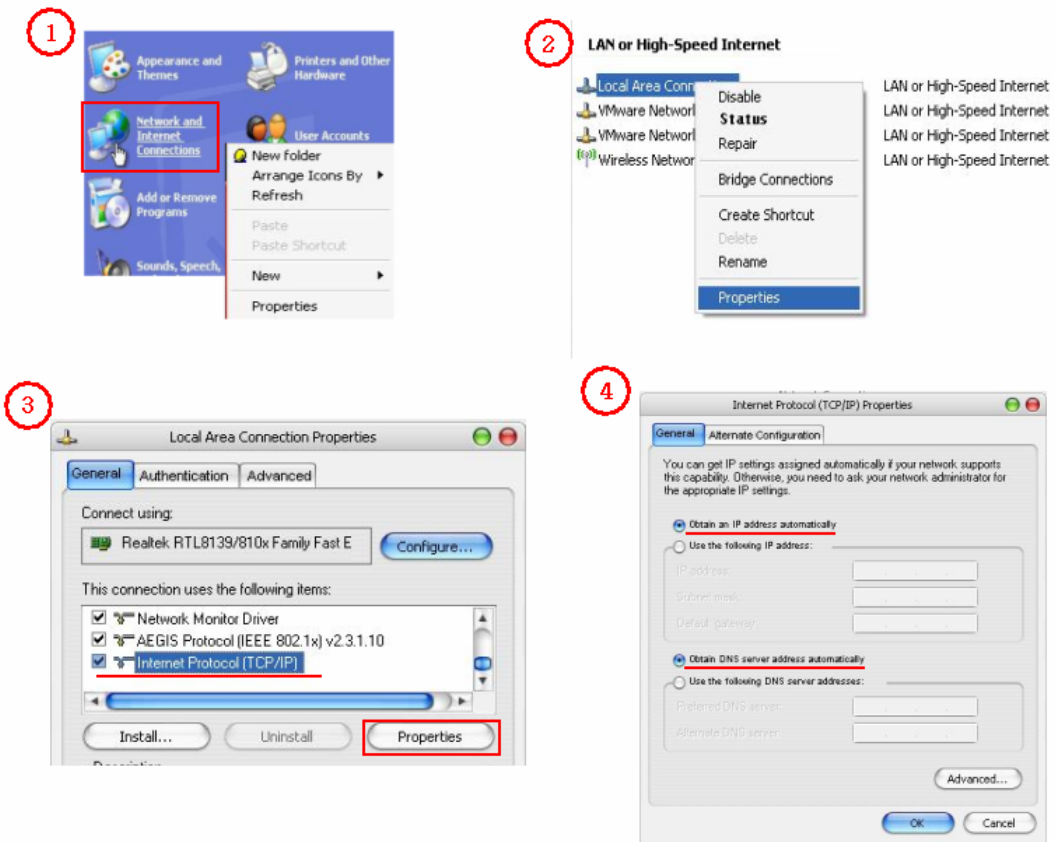 1
Appearance and
Themes
Printers and Other
Hardware
Network and
Internet
Connections
User Accounts
New folder
Arrange Icons By
Refresh
Add or Remove
Programs
Paste
Paste Shortcut
Sounds, Speech,
New
Properties
2
LAN or High-Speed Internet
Local Area Conn
LAN or High-Speed Internet
VMware Network
LAN or High-Speed Internet
VMware Network
LAN or High-Speed Internet
Wireless Networ
LAN or High-Speed Internet
Disable
Status
Repair
Bridge Connections
Create Shortcut
Delete
Rename
Properties
3
Local Area Connection Properties
General Authentication Advanced
Connect using:
Realtek RTL8139/810x Family Fast E
Configure...
This connection uses the following items:
Network Monitor Driver
AEGIS Protocol (IEEE 802.1x) v2.3.1.10
Internet Protocol (TCP/IP)
Install... Uninstall Properties
4
Internet Protocol (TCP/IP) Properties
General Alternate Configuration
You can get IP settings assigned automatically if your network supports
this capability. Otherwise, you need to ask your network administrator for
the appropriate IP settings.
Obtain an IP address automatically
Use the following IP address:
IP address:
Subnet mask:
Default gateway:
Obtain DNS server address automatically
Use the following DNS server addresses:
Preferred DNS server:
Alternate DNS server:
Advanced...
OK Cancel